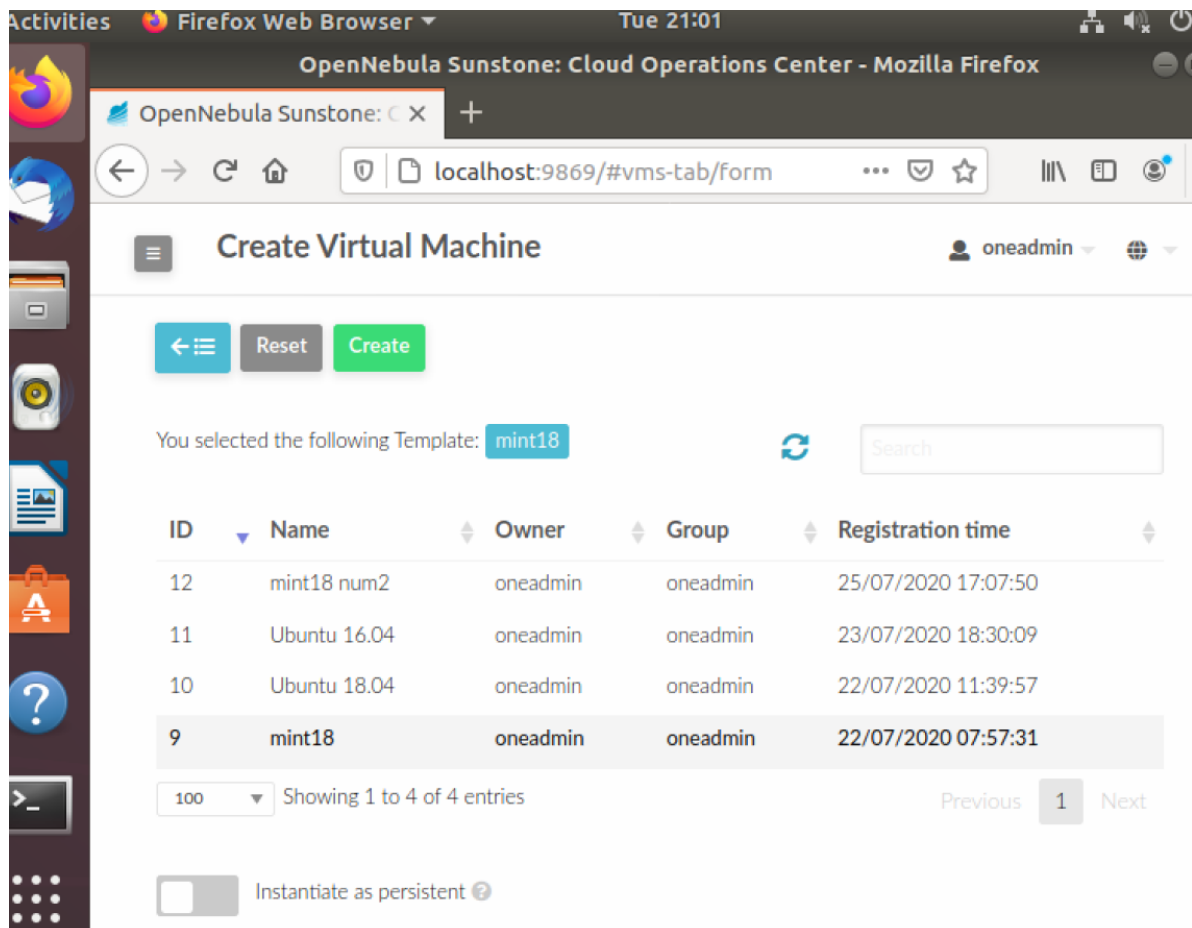 Activities Firefox Web Browser Tue 21:01
OpenNebula Sunstone: Cloud Operations Center - Mozilla Firefox
OpenNebula Sunstone: C
localhost:9869/#vms-tab/form
Create Virtual Machine oneadmin
Reset Create
You selected the following Template: mint18 Search
ID Name Owner Group Registration time
12 mint18 num2 oneadmin oneadmin 25/07/2020 17:07:50
11 Ubuntu 16.04 oneadmin oneadmin 23/07/2020 18:30:09
10 Ubuntu 18.04 oneadmin oneadmin 22/07/2020 11:39:57
9 mint18 oneadmin oneadmin 22/07/2020 07:57:31
100 Showing 1 to 4 of 4 entries Previous 1 Next
Instantiate as persistent